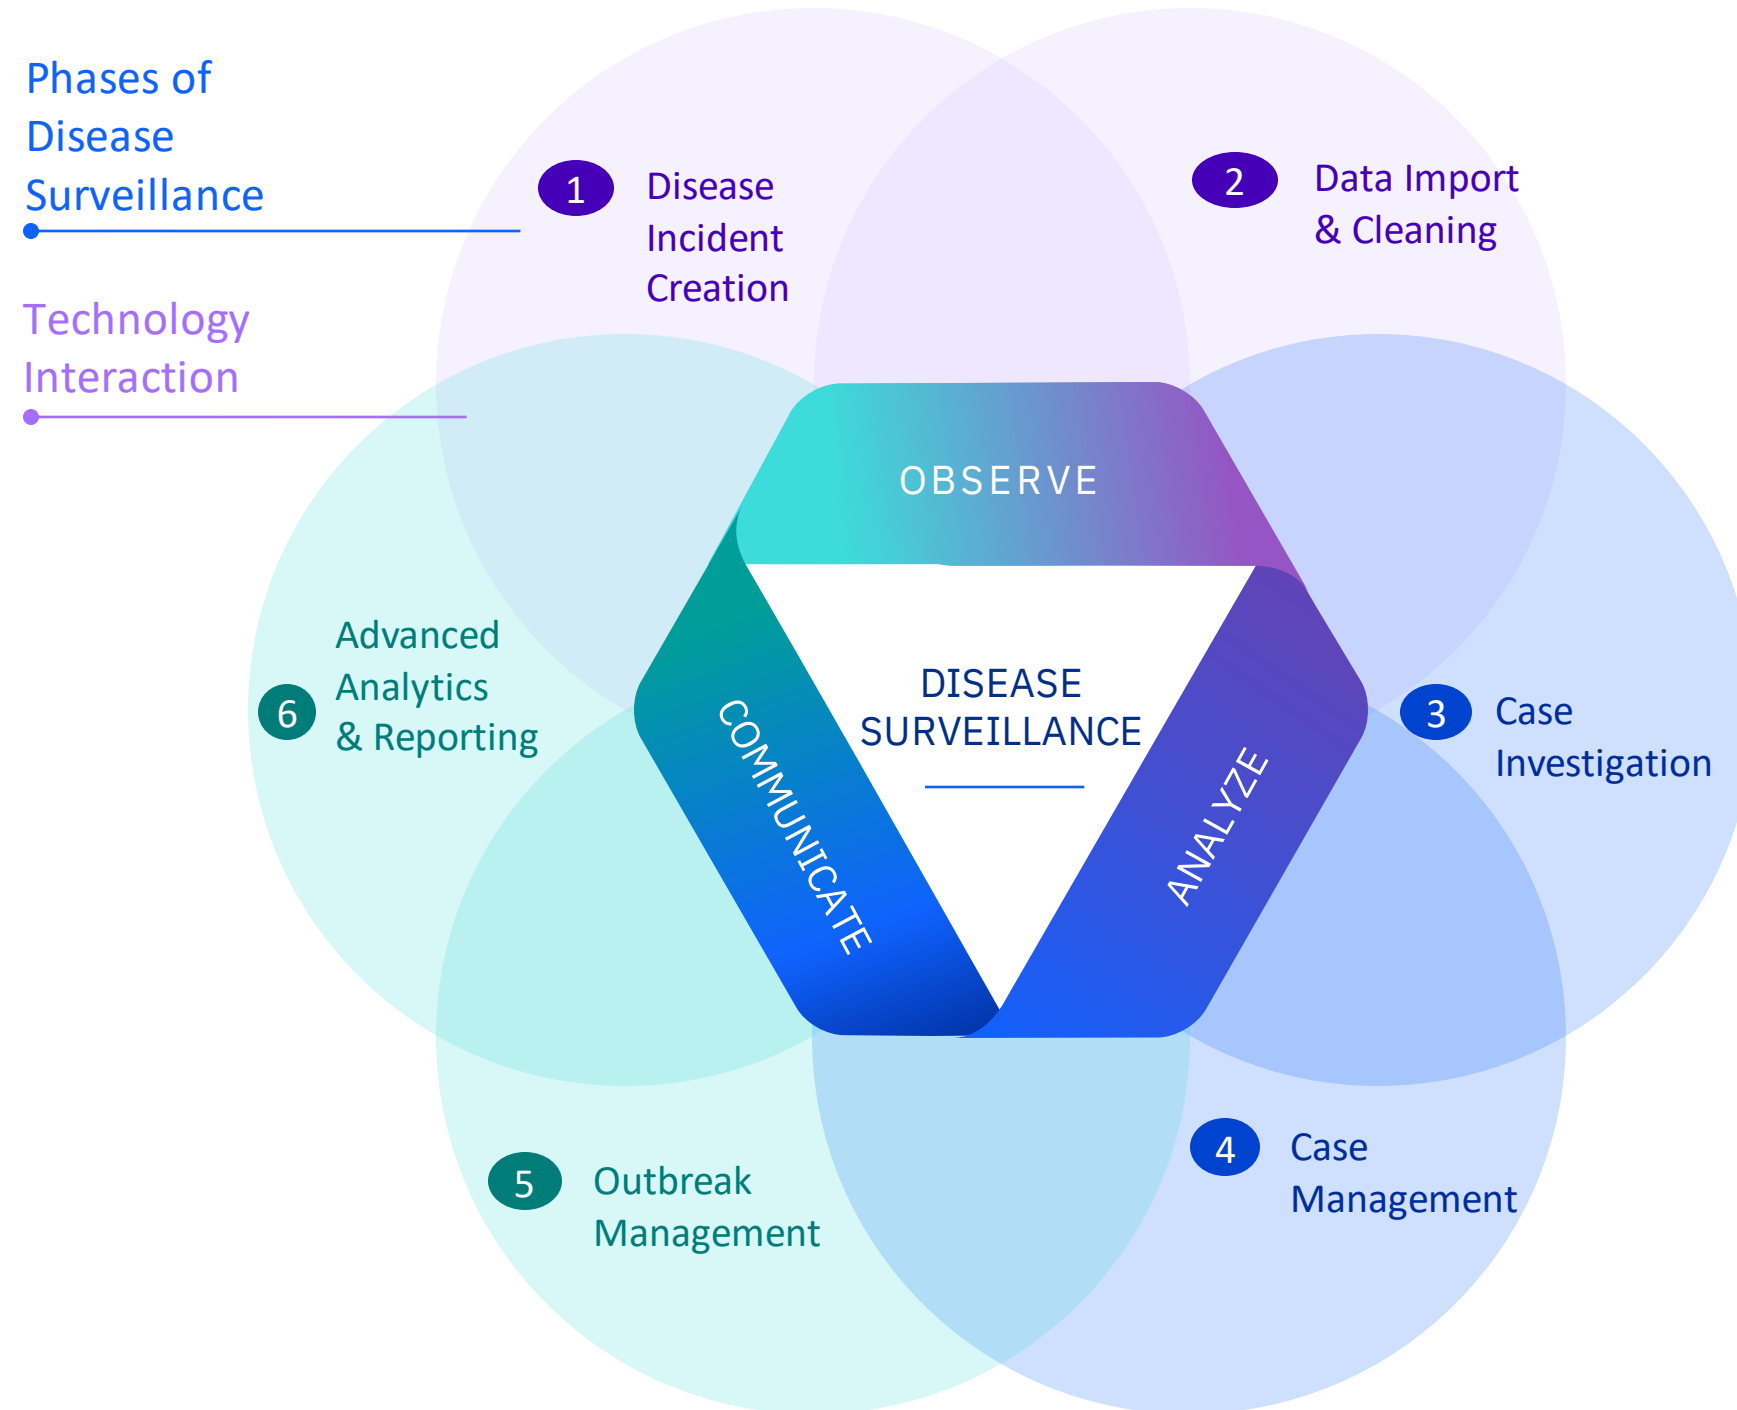 Phases of
Disease
Surveillance
Technology
Interaction
1
Disease
Incident
Creation
2
Data Import
& Cleaning
OBSERVE
DISEASE
SURVEILLANCE
COMMUNICATE
ANALYZE
3
Case
Investigation
4
Case
Management
5
Outbreak
Management
6
Advanced
Analytics
& Reporting